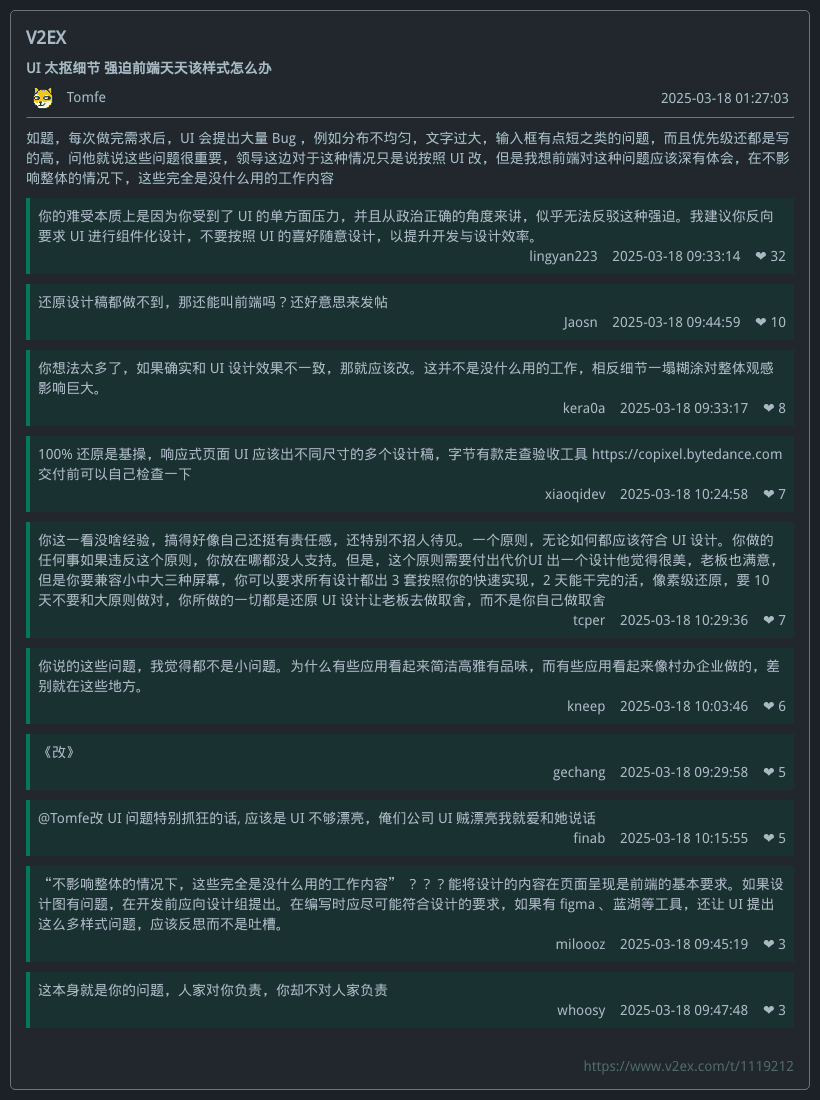 V2EX
UI 太抠细节 强迫前端天天该样式怎么办
Tomfe
2025-03-18 01:27:03
如题，每次做完需求后，UI 会提出大量 Bug ，例如分布不均匀，文字过大，输入框有点短之类的问题，而且优先级还都是写
的高，问他就说这些问题很重要，领导这边对于这种情况只是说按照 UI 改，但是我想前端对这种问题应该深有体会，在不影
响整体的情况下，这些完全是没什么用的工作内容
你的难受本质上是因为你受到了 UI 的单方面压力，并且从政治正确的角度来讲，似乎无法反驳这种强迫。我建议你反向
要求 UI 进行组件化设计，不要按照 UI 的喜好随意设计，以提升开发与设计效率。
lingyan223 2025-03-18 09:33:14 ❤ 32
还原设计稿都做不到，那还能叫前端吗？还好意思来发帖
Jaosn 2025-03-18 09:44:59 ❤ 10
你想法太多了，如果确实和 UI 设计效果不一致，那就应该改。这并不是没什么用的工作，相反细节一塌糊涂对整体观感
影响巨大。
kera0a 2025-03-18 09:33:17 ❤ 8
100% 还原是基操，响应式页面 UI 应该出不同尺寸的多个设计稿，字节有款走查验收工具 https://copixel.bytedance.com
交付前可以自己检查一下
xiaoqidev 2025-03-18 10:24:58 ❤ 7
你这一看没啥经验，搞得好像自己还挺有责任感，还特别不招人待见。一个原则，无论如何都应该符合 UI 设计。你做的
任何事如果违反这个原则，你放在哪都没人支持。但是，这个原则需要付出代价UI 出一个设计他觉得很美，老板也满意，
但是你要兼容小中大三种屏幕，你可以要求所有设计都出 3 套按照你的快速实现，2 天能干完的活，像素级还原，要 10
天不要和大原则做对，你所做的一切都是还原 UI 设计让老板去做取舍，而不是你自己做取舍
tcper 2025-03-18 10:29:36 ❤ 7
你说的这些问题，我觉得都不是小问题。为什么有些应用看起来简洁高雅有品味，而有些应用看起来像村办企业做的，差
别就在这些地方。
kneep 2025-03-18 10:03:46 ❤ 6
《改》
gechang 2025-03-18 09:29:58 ❤ 5
@Tomfe改 UI 问题特别抓狂的话, 应该是 UI 不够漂亮，俺们公司 UI 贼漂亮我就爱和她说话
finab 2025-03-18 10:15:55 ❤ 5
“不影响整体的情况下，这些完全是没什么用的工作内容” ？？？能将设计的内容在页面呈现是前端的基本要求。如果设
计图有问题，在开发前应向设计组提出。在编写时应尽可能符合设计的要求，如果有 figma 、蓝湖等工具，还让 UI 提出
这么多样式问题，应该反思而不是吐槽。
miloooz 2025-03-18 09:45:19 ❤ 3
这本身就是你的问题，人家对你负责，你却不对人家负责
whoosy 2025-03-18 09:47:48 ❤ 3
https://www.v2ex.com/t/1119212